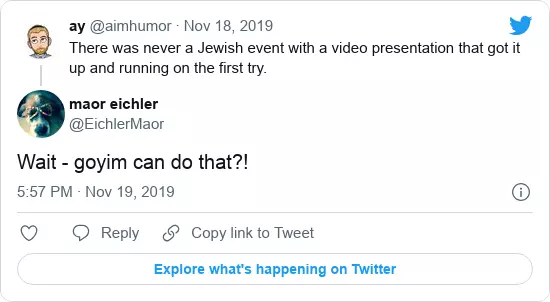 ay @aimhumor · Nov 18, 2019
There was never a Jewish event with a video presentation that got it
up and running on the first try.
maor eichler
@EichlerMaor
Wait - goyim can do that?!
5:57 PM · Nov 19, 2019
Reply
Copy link to Tweet
Explore what's happening on Twitter